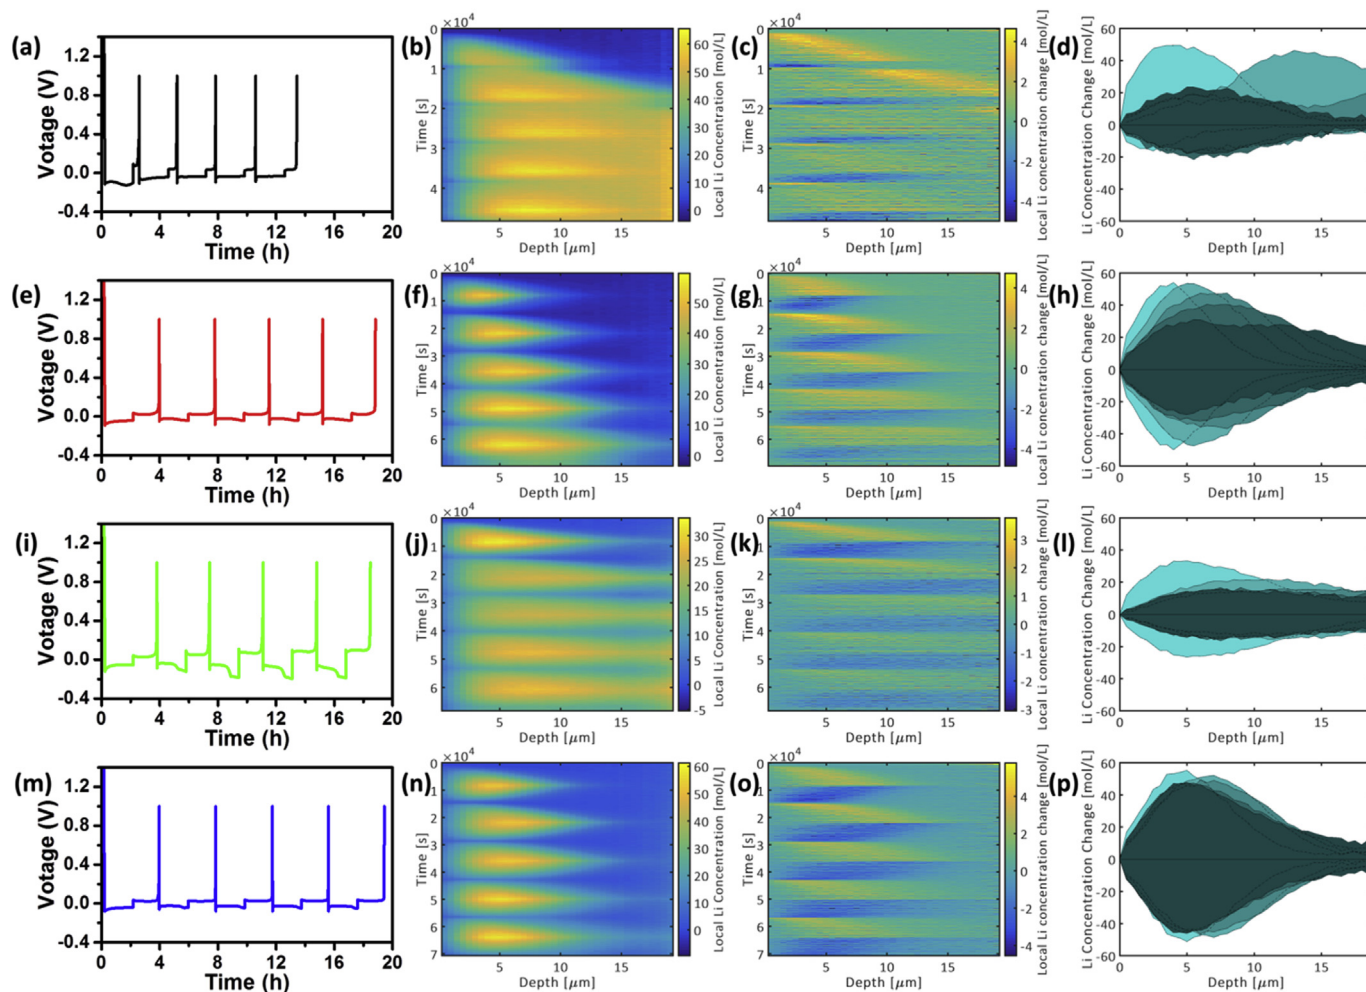 (a)
Votage (V)
1.2
0.8
0.4
0.0
-0.4
0 4 8 12 16 20
Time (h)
(b)
×10⁴
Time [s]
0
1
2
3
4
5 10 15
Depth [μm]
60
50
40
30
20
10
0
Local Li Concentration [mol/L]
(c)
×10⁴
Time [s]
0
1
2
3
4
5 10 15
Depth [μm]
4
2
0
-2
-4
Local Li concentration change [mol/L]
(d)
Li Concentration Change [mol/L]
60
40
20
0
-20
-40
-60
0 5 10 15
Depth [μm]
(e)
Votage (V)
1.2
0.8
0.4
0.0
-0.4
0 4 8 12 16 20
Time (h)
(f)
×10⁴
Time [s]
0
1
2
3
4
5
6
5 10 15
Depth [μm]
50
40
30
20
10
0
Local Li Concentration [mol/L]
(g)
×10⁴
Time [s]
0
1
2
3
4
5
6
5 10 15
Depth [μm]
4
2
0
-2
-4
Local Li concentration change [mol/L]
(h)
Li Concentration Change [mol/L]
60
40
20
0
-20
-40
-60
0 5 10 15
Depth [μm]
(i)
Votage (V)
1.2
0.8
0.4
0.0
-0.4
0 4 8 12 16 20
Time (h)
(j)
×10⁴
Time [s]
0
1
2
3
4
5
6
5 10 15
Depth [μm]
30
25
20
15
10
5
0
-5
Local Li Concentration [mol/L]
(k)
×10⁴
Time [s]
0
1
2
3
4
5
6
5 10 15
Depth [μm]
3
2
1
0
-1
-2
-3
Local Li concentration change [mol/L]
(l)
Li Concentration Change [mol/L]
60
40
20
0
-20
-40
-60
0 5 10 15
Depth [μm]
(m)
Votage (V)
1.2
0.8
0.4
0.0
-0.4
0 4 8 12 16 20
Time (h)
(n)
×10⁴
Time [s]
0
1
2
3
4
5
6
7
5 10 15
Depth [μm]
60
50
40
30
20
10
0
Local Li Concentration [mol/L]
(o)
×10⁴
Time [s]
0
1
2
3
4
5
6
7
5 10 15
Depth [μm]
4
2
0
-2
-4
Local Li concentration change [mol/L]
(p)
Li Concentration Change [mol/L]
60
40
20
0
-20
-40
-60
0 5 10 15
Depth [μm]